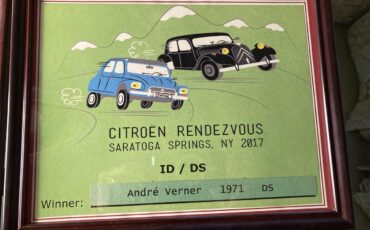 CITROËN RENDEZVOUS
SARATOGA SPRINGS, NY 2017
ID / DS
Winner: André Verner 1971 DS